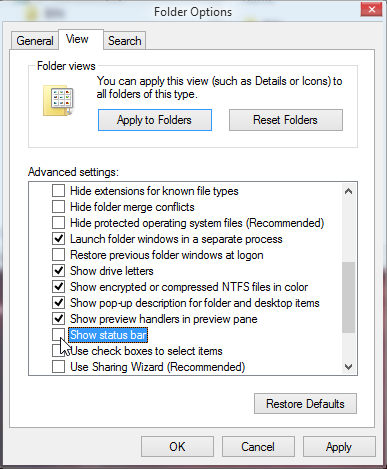 Folder Options
General
View
Search
Folder views
You can apply this view (such as Details or Icons) to
all folders of this type.
Apply to Folders
Reset Folders
Advanced settings:
Hide extensions for known file types
Hide folder merge conflicts
Hide protected operating system files (Recommended)
Launch folder windows in a separate process
Restore previous folder windows at logon
Show drive letters
Show encrypted or compressed NTFS files in color
Show pop-up description for folder and desktop items
Show preview handlers in preview pane
Show status bar
Use check boxes to select items
Use Sharing Wizard (Recommended)
Restore Defaults
OK
Cancel
Apply